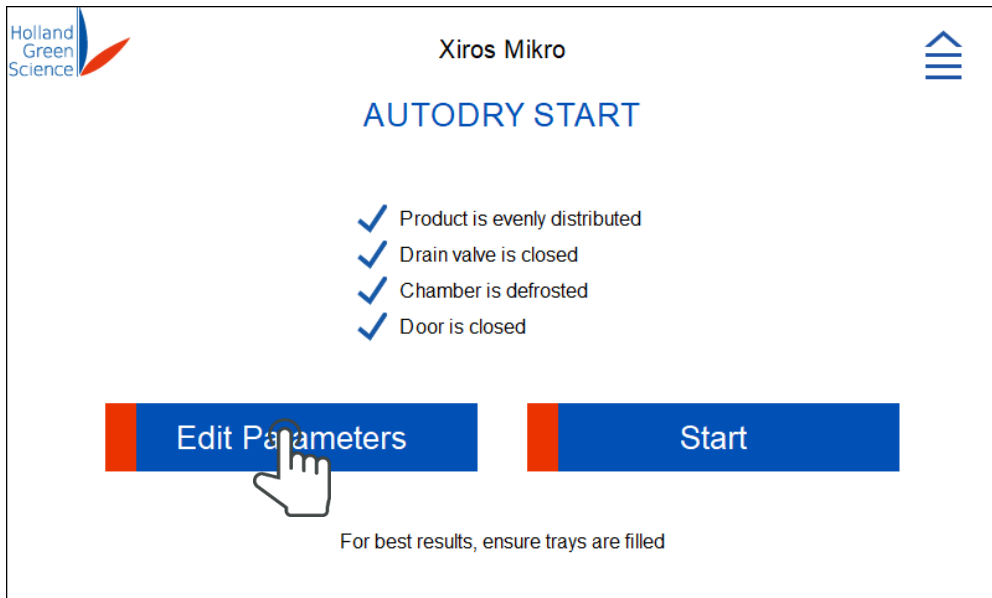 Holland
Green
Science
Xiros Mikro
AUTODRY START
Product is evenly distributed
Drain valve is closed
Chamber is defrosted
Door is closed
Edit Parameters
Start
For best results, ensure trays are filled